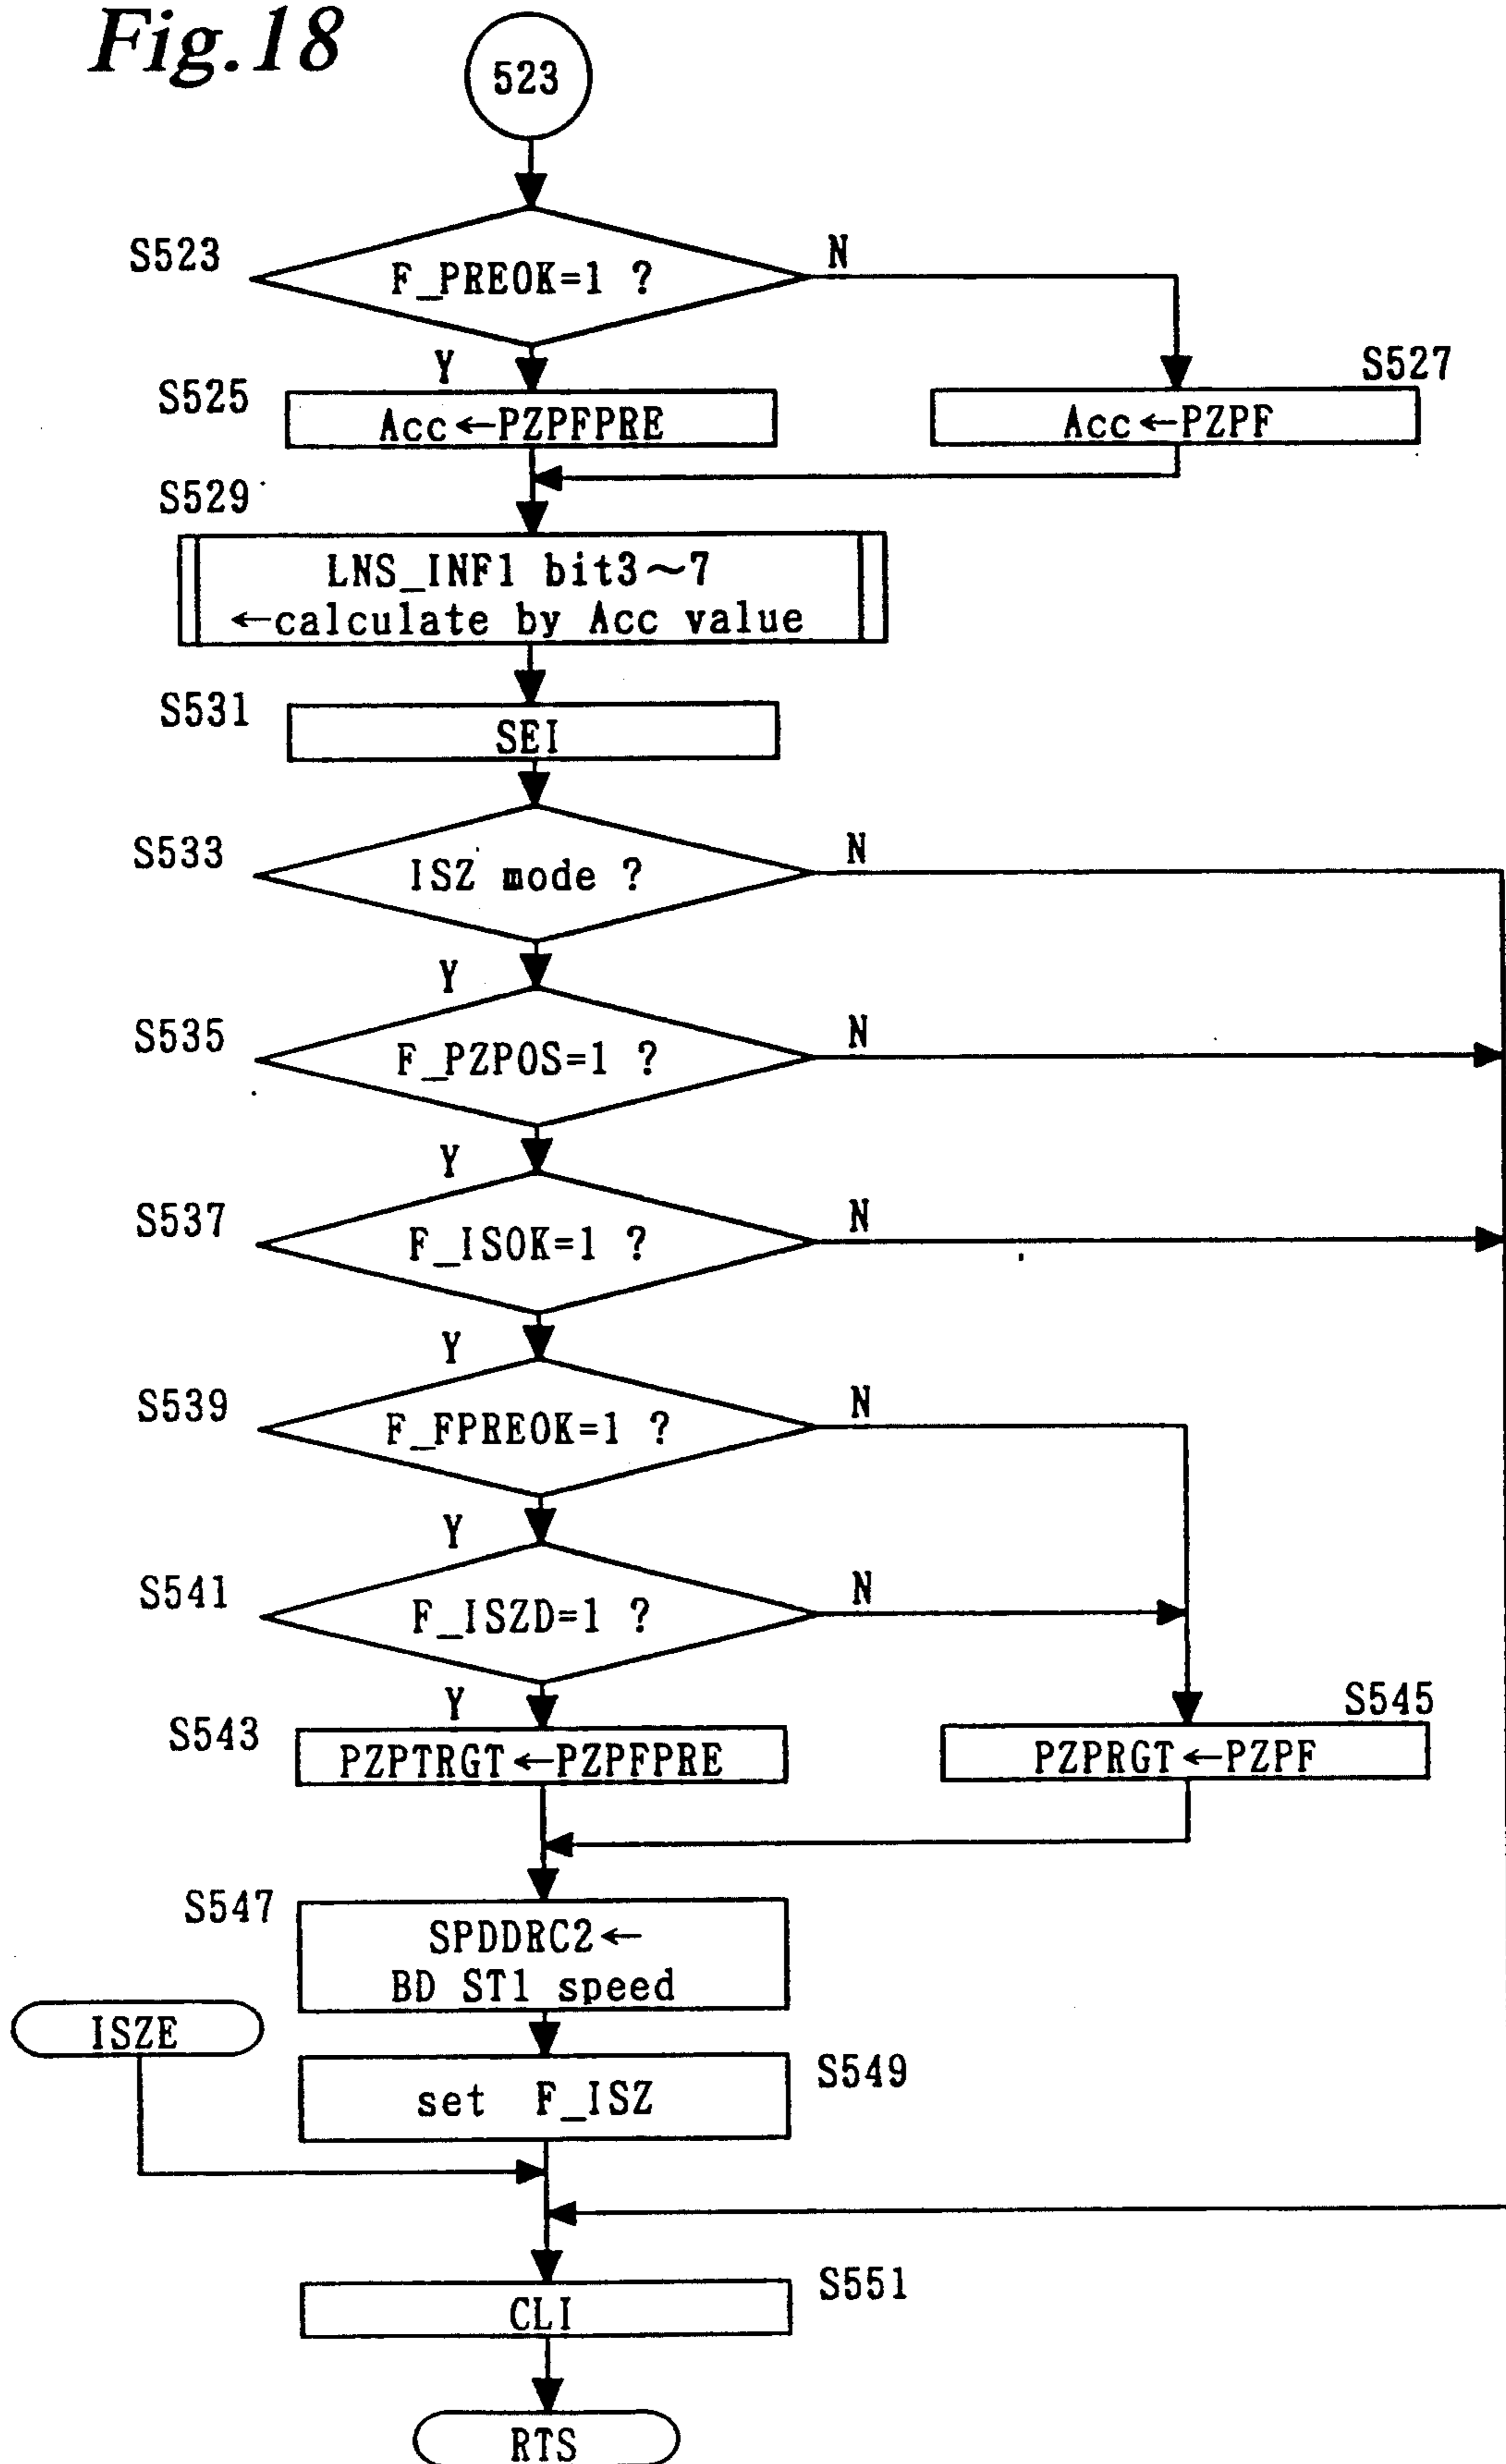 Fig.18
523
S523
F_PREOK=1 ?
N
Y
S525
Acc←PZPFPRE
S527
Acc←PZPF
S529
LNS_INF1 bit3~7
←calculate by Acc value
S531
SEI
S533
ISZ mode ?
N
Y
S535
F_PZPOS=1 ?
N
Y
S537
F_ISOK=1 ?
N
Y
S539
F_FPREOK=1 ?
N
Y
S541
F_ISZD=1 ?
N
Y
S543
PZPTRGT←PZPFPRE
S545
PZPRGT←PZPF
S547
SPDDRC2←
BD ST1 speed
ISZE
set F_ISZ
S549
S551
CLI
RTS